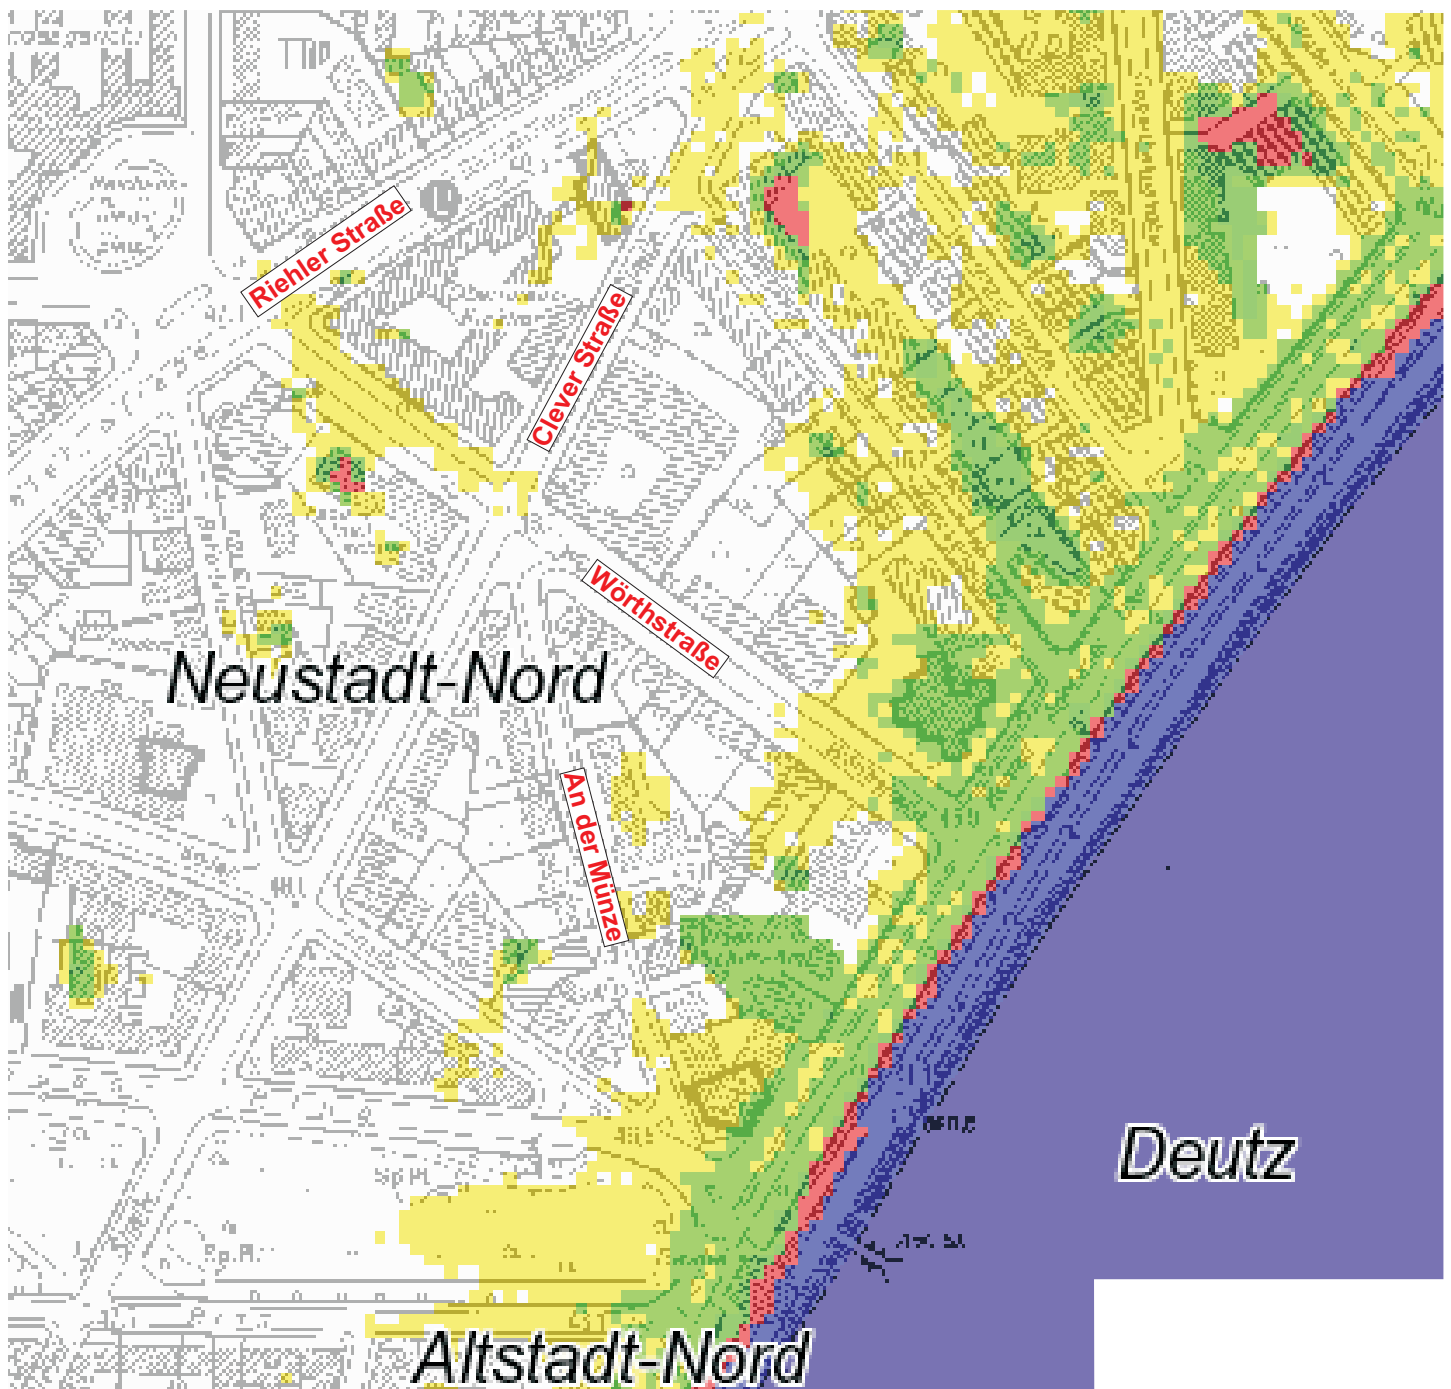 Riehler Straße
Clever Straße
Wörthstraße
Neustadt-Nord
An der Münze
Deutz
Altstadt-Nord